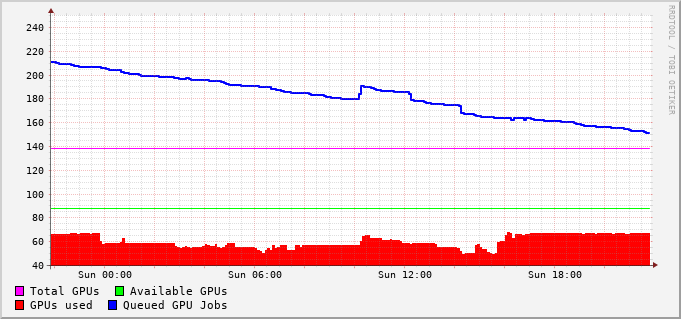 240
220
200
180
160
140
120
100
80
60
40
Sun 00:00 Sun 06:00 Sun 12:00 Sun 18:00
Total GPUs Available GPUs
GPUs used Queued GPU Jobs
RRDTOOL / TOBI OETIKER